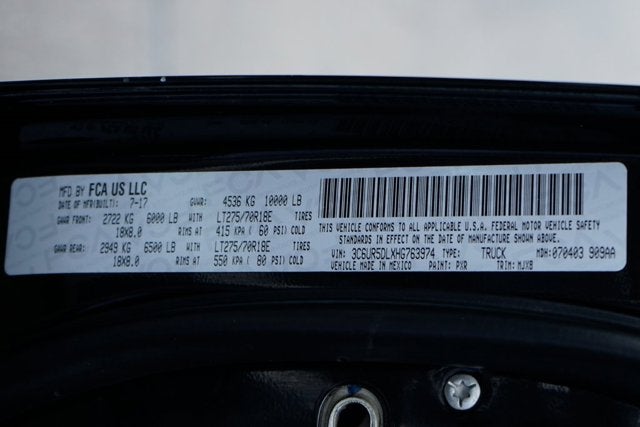 MFD BY FCA US LLC
DATE OF MFR(BUILT): 7-17 GVWR: 4536 KG 10000 LB
GAWR FRONT: 2722 KG 6000 LB WITH LT275/70R18E TIRES
18X8.0 RIMS AT 415 KPA ( 60 PSI) COLD
GAWR REAR: 2949 KG 6500 LB WITH LT275/70R18E TIRES
18X8.0 RIMS AT 550 KPA ( 80 PSI) COLD
THIS VEHICLE CONFORMS TO ALL APPLICABLE U.S.A. FEDERAL MOTOR VEHICLE SAFETY
STANDARDS IN EFFECT ON THE DATE OF MANUFACTURE SHOWN ABOVE.
VIN: 3C6UR5DLXHG763974 TYPE: TRUCK MDH: 070403 909AA
VEHICLE MADE IN MEXICO PAINT: PXR TRIM: MJX8